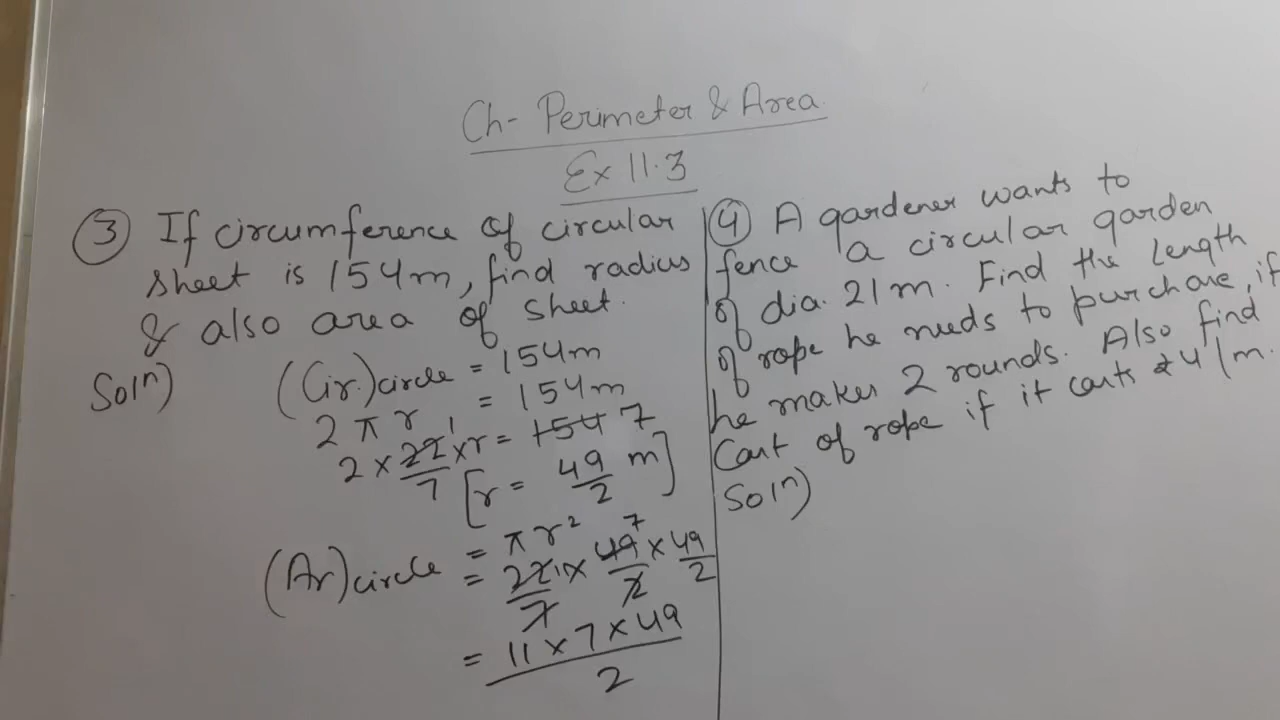 Ch- Perimeter & Area
Ex 11.3
③ If circumference of circular
sheet is 154m, find radius
& also area of sheet.
Solⁿ) (Cir.)circle = 154m
2 π r = 154m
2 × 22/7 × r = 154 7
[r = 49/2 m]
(Ar)circle = π r²
= 22/7 × 49/2 × 49/2
= 11 × 7 × 49 / 2
④ A gardener wants to
fence a circular garden
of dia. 21m. Find the length
of rope he needs to purchase, if
he makes 2 rounds. Also find
Cost of rope if it costs ₹ 4 /m.
Solⁿ)